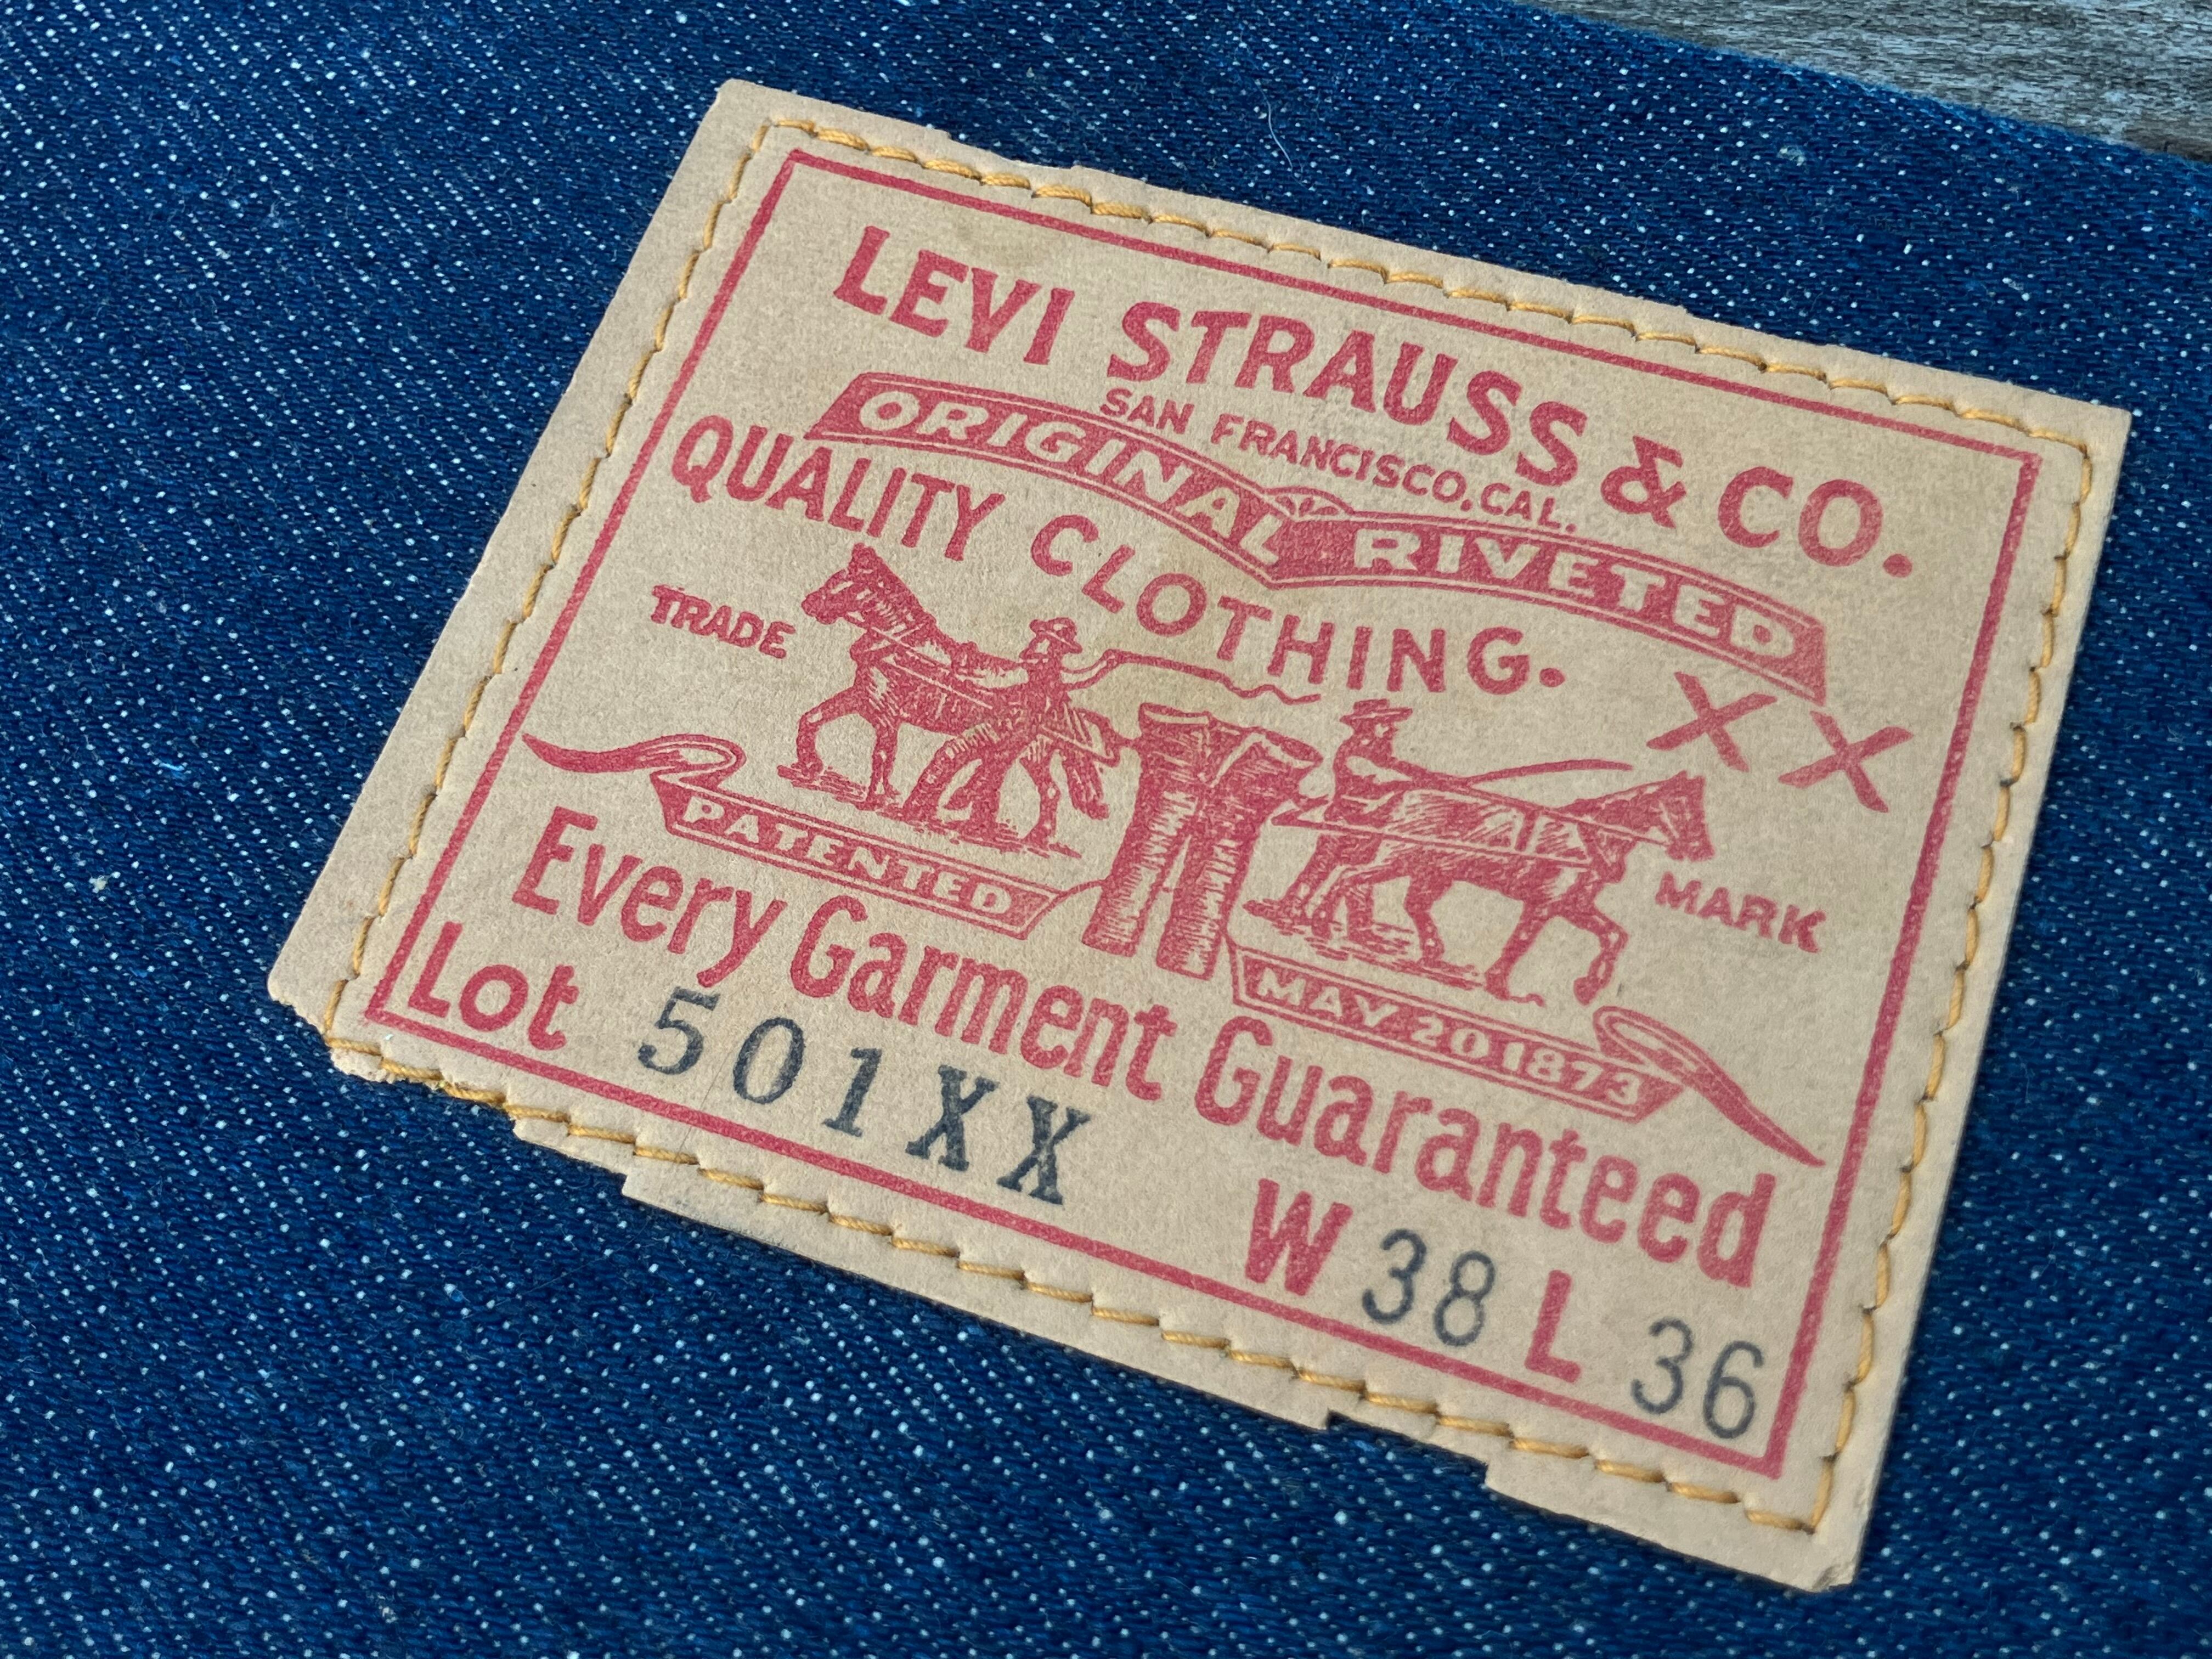 LEVI STRAUSS & CO.
SAN FRANCISCO, CAL.
ORIGINAL RIVETED
QUALITY CLOTHING.
XX
TRADE MARK
PATENTED MAY 20 1873
Every Garment Guaranteed
Lot 501XX
W 38 L 36